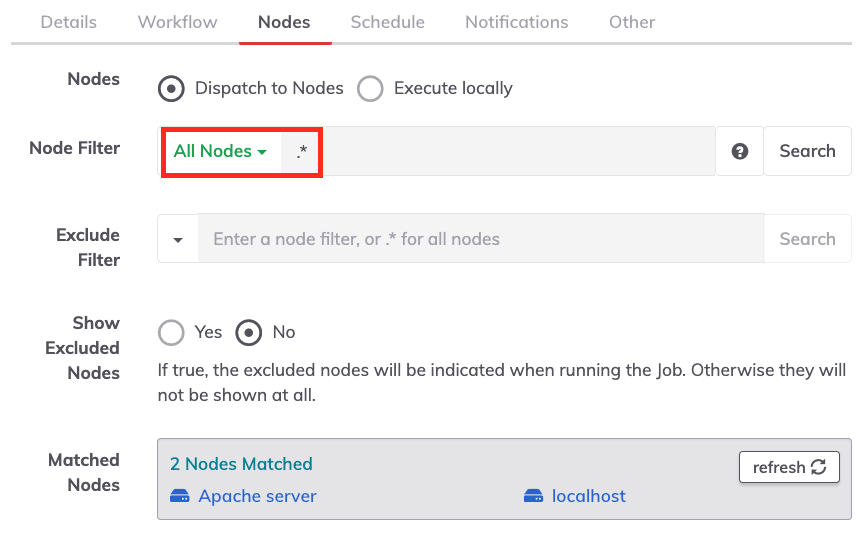 Details Workflow Nodes Schedule Notifications Other
Nodes Dispatch to Nodes Execute locally
Node Filter All Nodes .* ? Search
Exclude Filter Enter a node filter, or .* for all nodes Search
Show Excluded Nodes Yes No
If true, the excluded nodes will be indicated when running the Job. Otherwise they will
not be shown at all.
Matched Nodes 2 Nodes Matched refresh
Apache server localhost